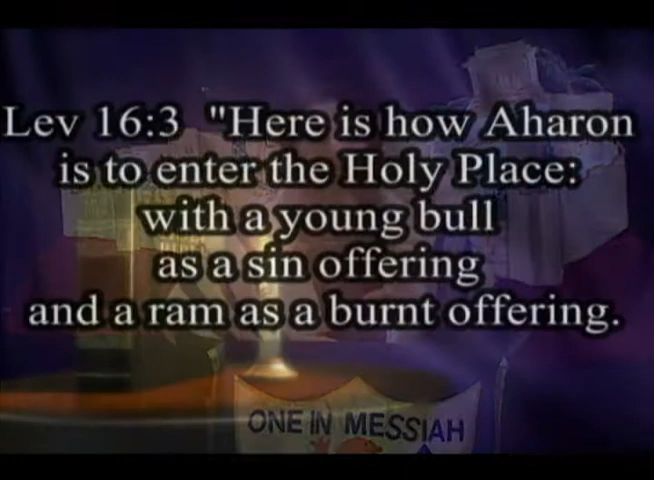 Lev 16:3 "Here is how Aharon
is to enter the Holy Place:
with a young bull
as a sin offering
and a ram as a burnt offering.
ONE IN MESSIAH